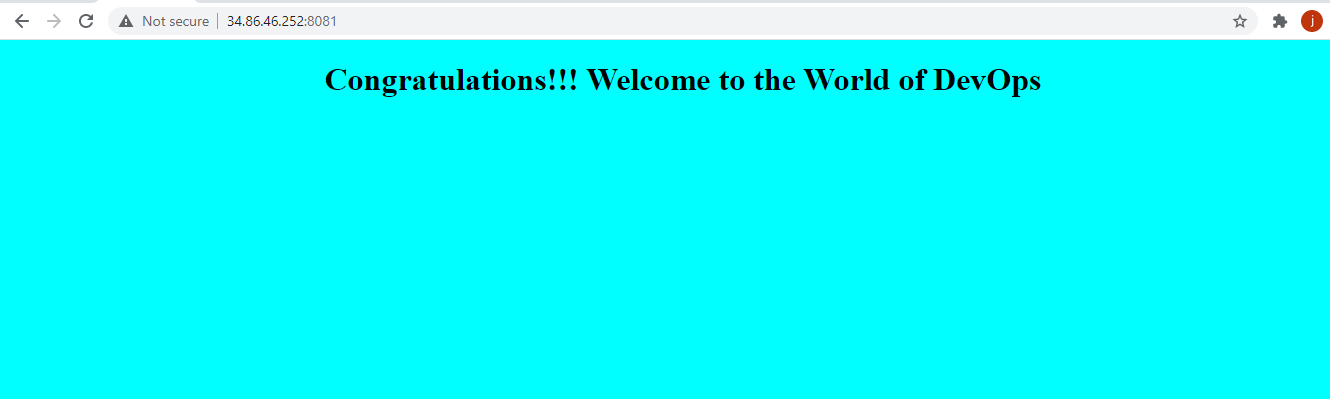 Not secure 34.86.46.252:8081
j
Congratulations!!! Welcome to the World of DevOps